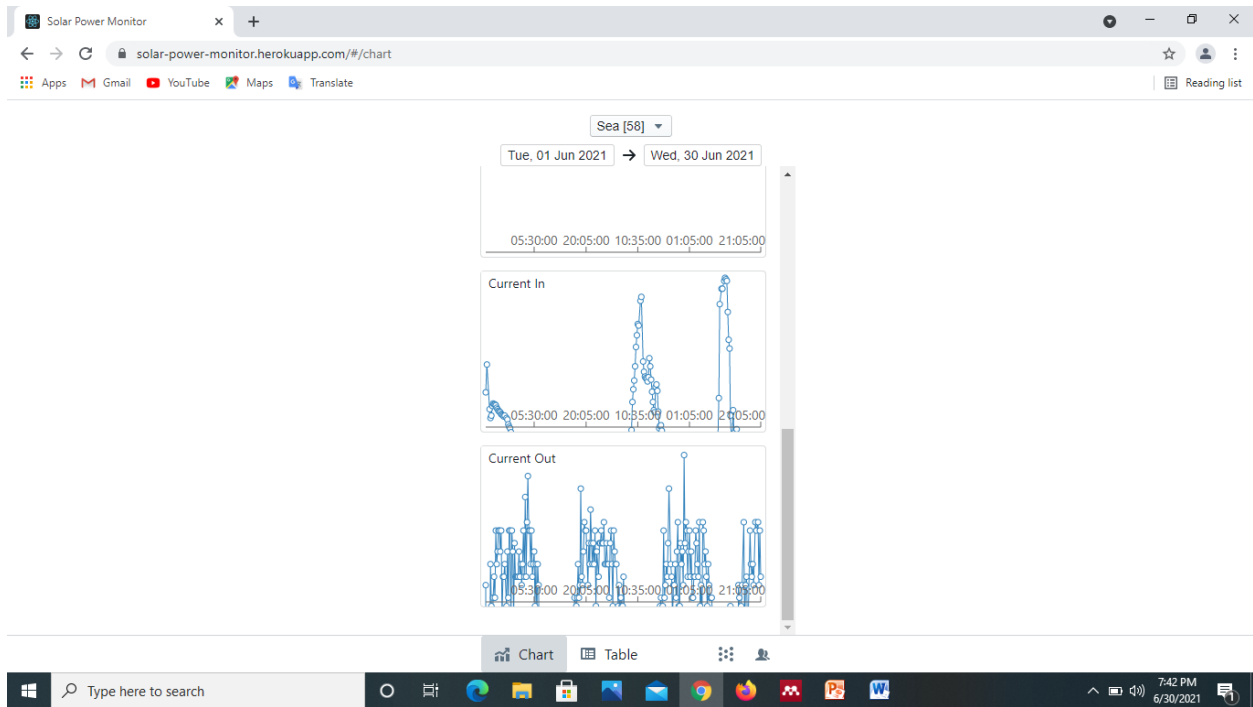 Solar Power Monitor
solar-power-monitor.herokuapp.com/#/chart
Apps Gmail YouTube Maps Translate Reading list
Sea [58]
Tue, 01 Jun 2021 → Wed, 30 Jun 2021
05:30:00 20:05:00 10:35:00 01:05:00 21:05:00
Current In
05:30:00 20:05:00 10:35:00 01:05:00 21:05:00
Current Out
05:30:00 20:05:00 10:35:00 01:05:00 21:05:00
Chart Table
Type here to search
7:42 PM
6/30/2021